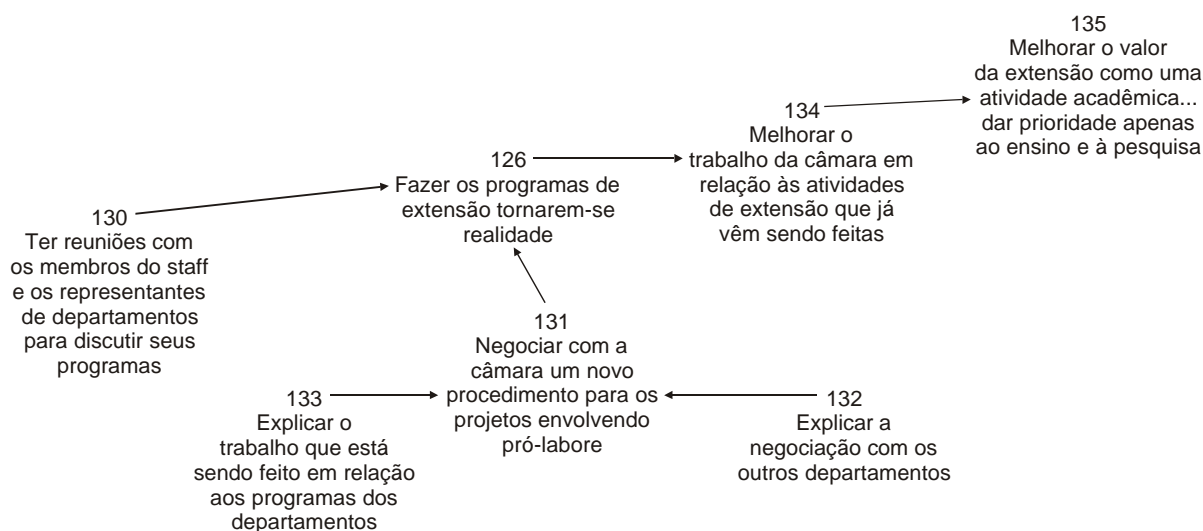 135
Melhorar o valor
da extensão como uma
atividade acadêmica...
dar prioridade apenas
ao ensino e à pesquisa
134
Melhorar o
trabalho da câmara em
relação às atividades
de extensão que já
vêm sendo feitas
126
Fazer os programas de
extensão tornarem-se
realidade
130
Ter reuniões com
os membros do staff
e os representantes
de departamentos
para discutir seus
programas
131
Negociar com a
câmara um novo
procedimento para os
projetos envolvendo
pró-labore
133
Explicar o
trabalho que está
sendo feito em relação
aos programas dos
departamentos
132
Explicar a
negociação com os
outros departamentos